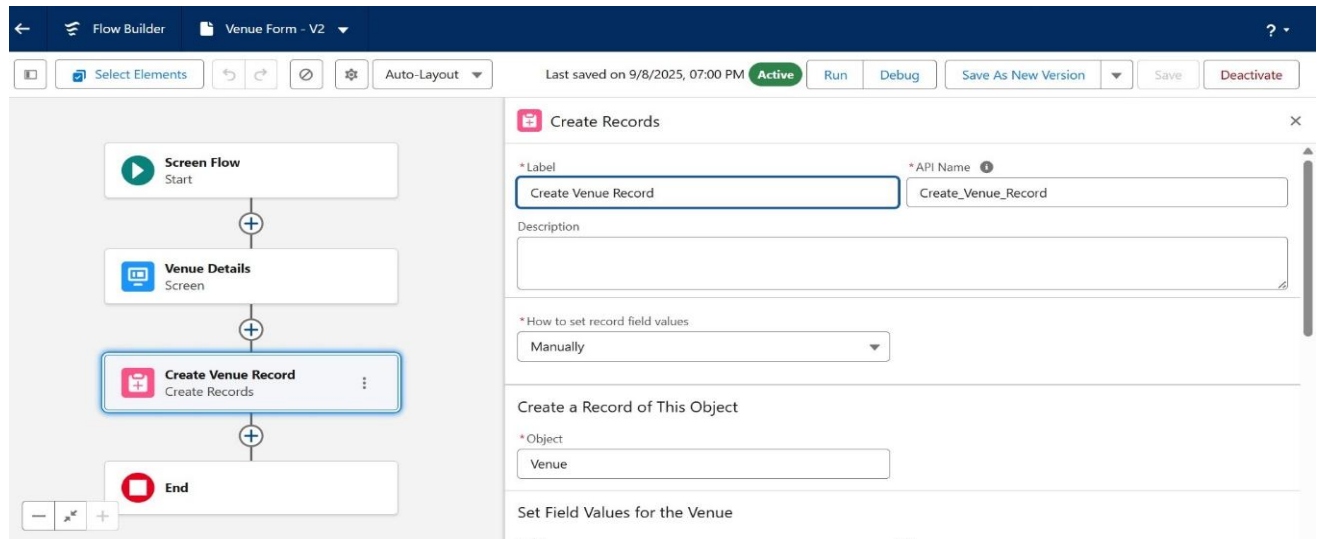 Flow Builder Venue Form - V2 ?
Select Elements Auto-Layout Last saved on 9/8/2025, 07:00 PM Active Run Debug Save As New Version Save Deactivate
Screen Flow
Start
Venue Details
Screen
Create Venue Record
Create Records
End
Create Records
*Label
Create Venue Record
*API Name
Create_Venue_Record
Description
*How to set record field values
Manually
Create a Record of This Object
*Object
Venue
Set Field Values for the Venue